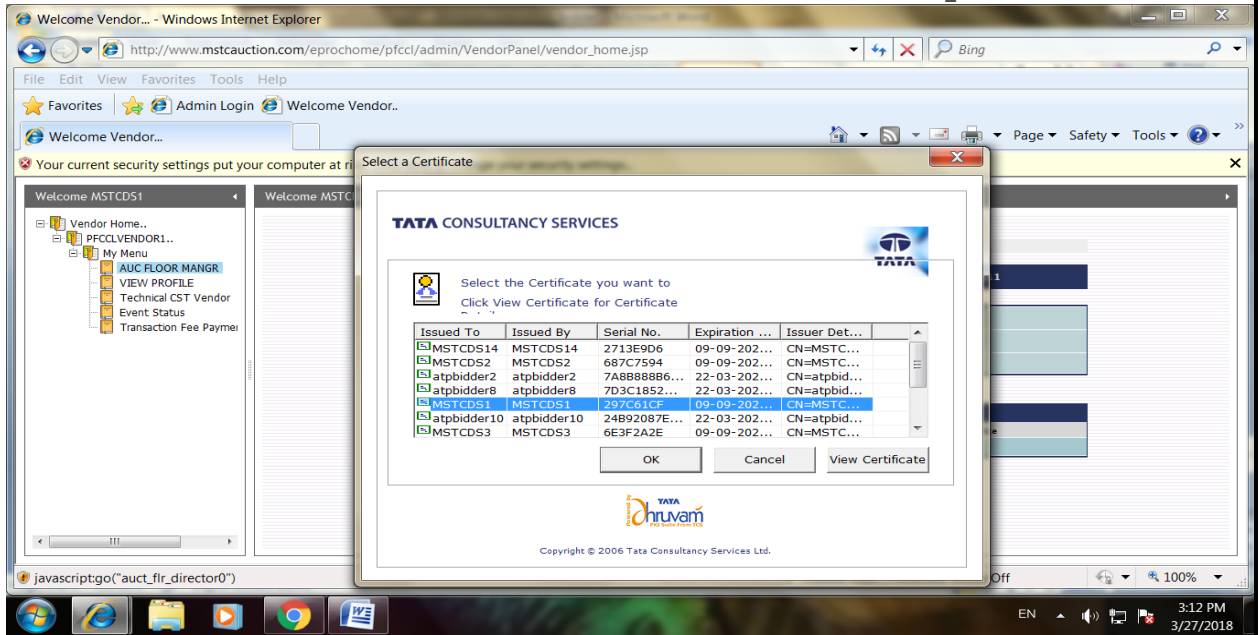 Welcome Vendor... - Windows Internet Explorer
http://www.mstcauction.com/eprochome/pfccl/admin/VendorPanel/vendor_home.jsp
Bing
File Edit View Favorites Tools Help
Favorites Admin Login Welcome Vendor..
Welcome Vendor...
Page Safety Tools
Your current security settings put your computer at ri
Select a Certificate
Welcome MSTCDS1
Welcome MSTC
Vendor Home..
PFCCLVENDOR1..
My Menu
AUC FLOOR MANGR
VIEW PROFILE
Technical CST Vendor
Event Status
Transaction Fee Paymer
TATA CONSULTANCY SERVICES
TATA
Select the Certificate you want to
Click View Certificate for Certificate
Issued To Issued By Serial No. Expiration ... Issuer Det...
MSTCDS14 MSTCDS14 2713E9D6 09-09-202... CN=MSTC...
MSTCDS2 MSTCDS2 687C7594 09-09-202... CN=MSTC...
atpbidder2 atpbidder2 7A8B888B6... 22-03-202... CN=atpbid...
atpbidder8 atpbidder8 7D3C1852... 22-03-202... CN=atpbid...
MSTCDS1 MSTCDS1 297C61CF 09-09-202... CN=MSTC...
atpbidder10 atpbidder10 24B92087E... 22-03-202... CN=atpbid...
MSTCDS3 MSTCDS3 6E3F2A2E 09-09-202... CN=MSTC...
OK Cancel View Certificate
Powered by
TATA
Dhruvam
PKI Suite from TCS
Copyright © 2006 Tata Consultancy Services Ltd.
javascript:go("auct_flr_director0")
Off
100%
EN
3:12 PM
3/27/2018